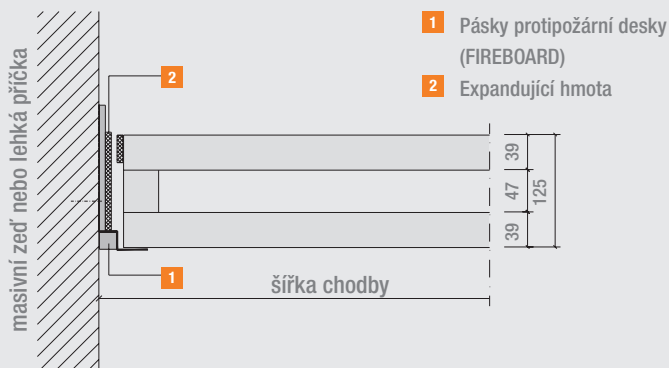 1 Pásky protipožární desky
(FIREBOARD)
2 Expandující hmota
masivní zeď nebo lehká příčka
2
39
47
39
125
1
šířka chodby